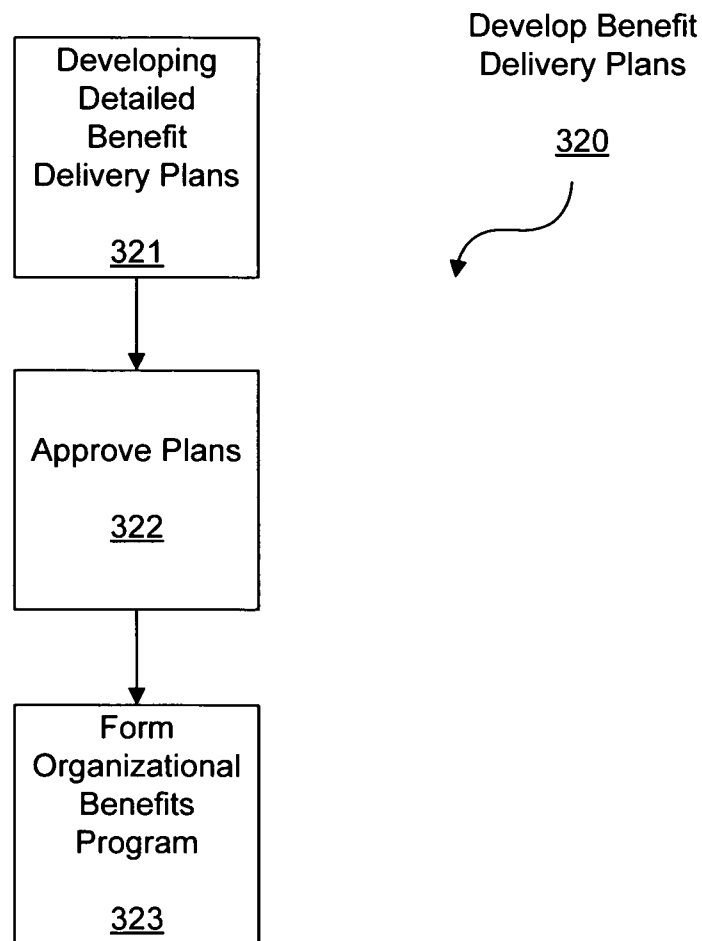 Developing
Detailed
Benefit
Delivery Plans
321
Develop Benefit
Delivery Plans
320
Approve Plans
322
Form
Organizational
Benefits
Program
323